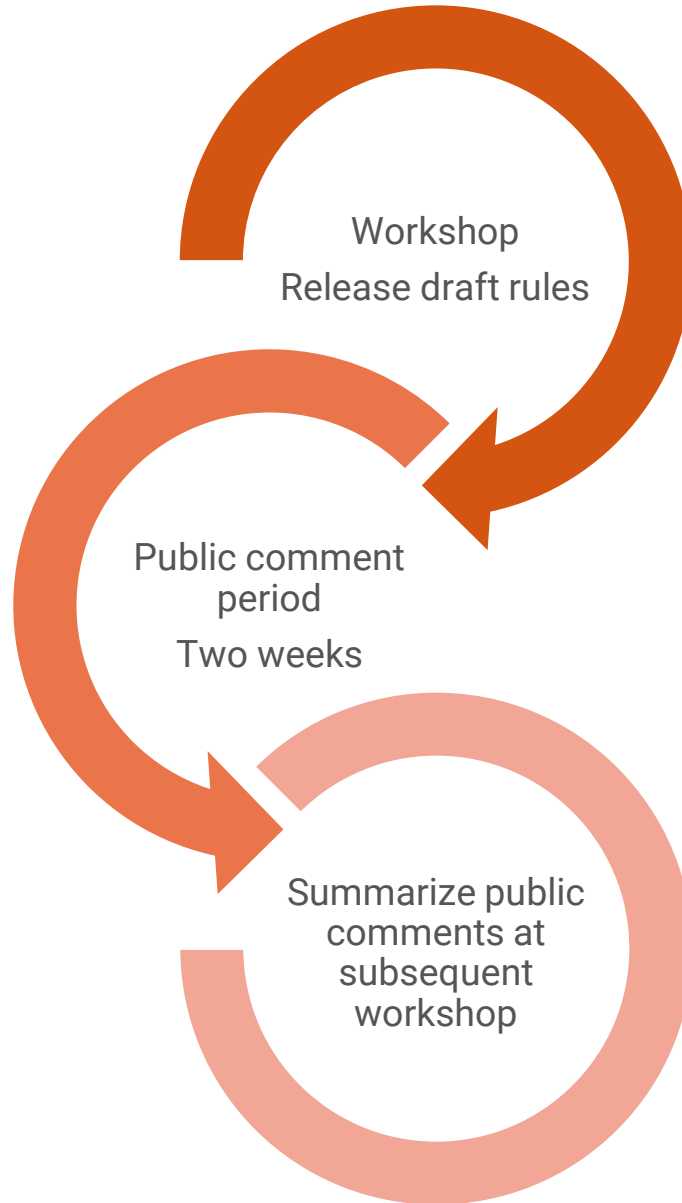 Workshop
Release draft rules
Public comment
period
Two weeks
Summarize public
comments at
subsequent
workshop